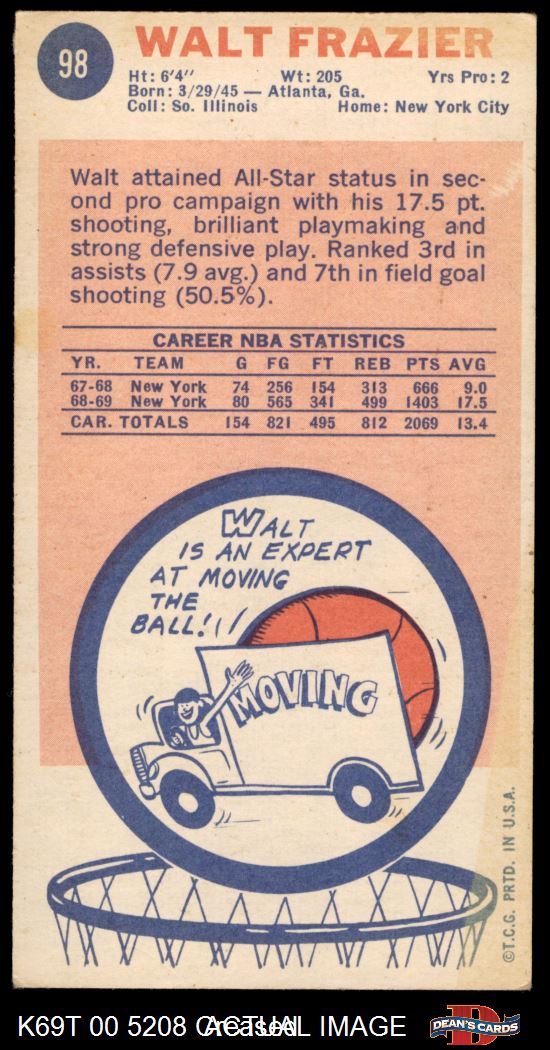 98
WALT FRAZIER
Ht: 6'4" Wt: 205 Yrs Pro: 2
Born: 3/29/45 — Atlanta, Ga.
Coll: So. Illinois Home: New York City
Walt attained All-Star status in sec-
ond pro campaign with his 17.5 pt.
shooting, brilliant playmaking and
strong defensive play. Ranked 3rd in
assists (7.9 avg.) and 7th in field goal
shooting (50.5%).
CAREER NBA STATISTICS
YR. TEAM G FG FT REB PTS AVG
67-68 New York 74 256 154 313 666 9.0
68-69 New York 80 565 341 499 1403 17.5
CAR. TOTALS 154 821 495 812 2069 13.4
WALT
IS AN EXPERT
AT MOVING
THE
BALL!
MOVING
©T.C.G. PRTD. IN U.S.A.
K69T 00 5208 ACTUAL IMAGE
D
DEAN'S CARDS